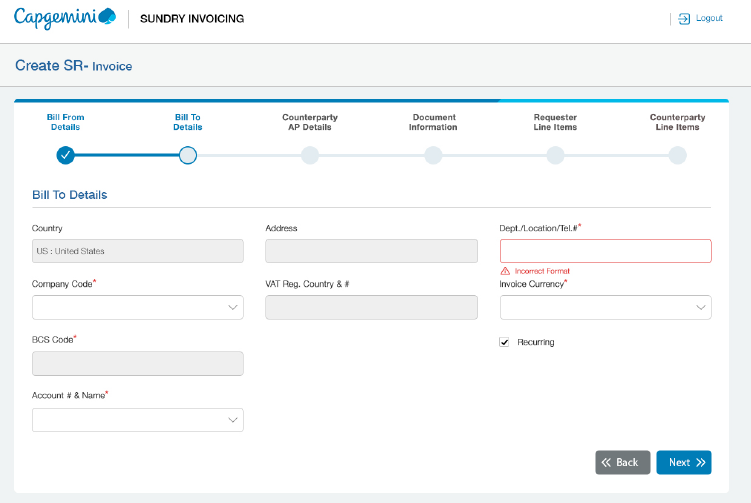 Capgemini
SUNDRY INVOICING
Logout
Create SR- Invoice
Bill From
Details
Bill To
Details
Counterparty
AP Details
Document
Information
Requester
Line Items
Counterparty
Line Items
Bill To Details
Country
Address
Dept./Location/Tel.#*
US : United States
Incorrect Format
Company Code*
VAT Reg. Country & #
Invoice Currency*
BCS Code*
Recurring
Account # & Name*
Back
Next